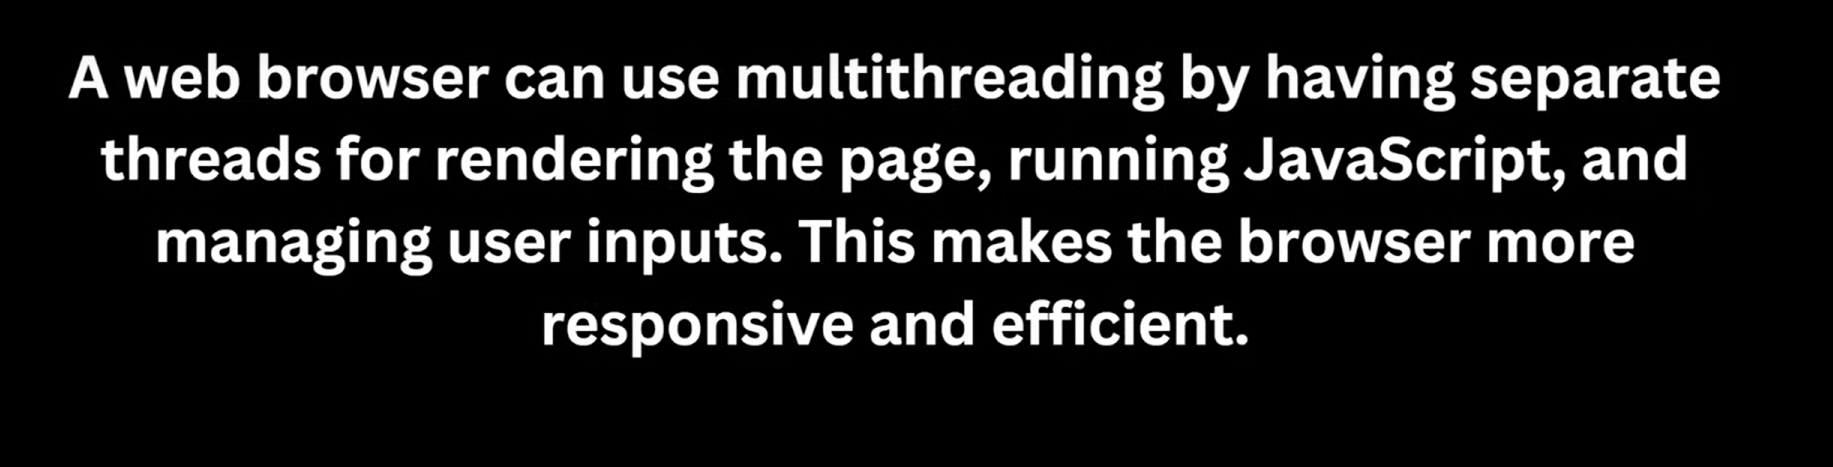 A web browser can use multithreading by having separate
threads for rendering the page, running JavaScript, and
managing user inputs. This makes the browser more
responsive and efficient.